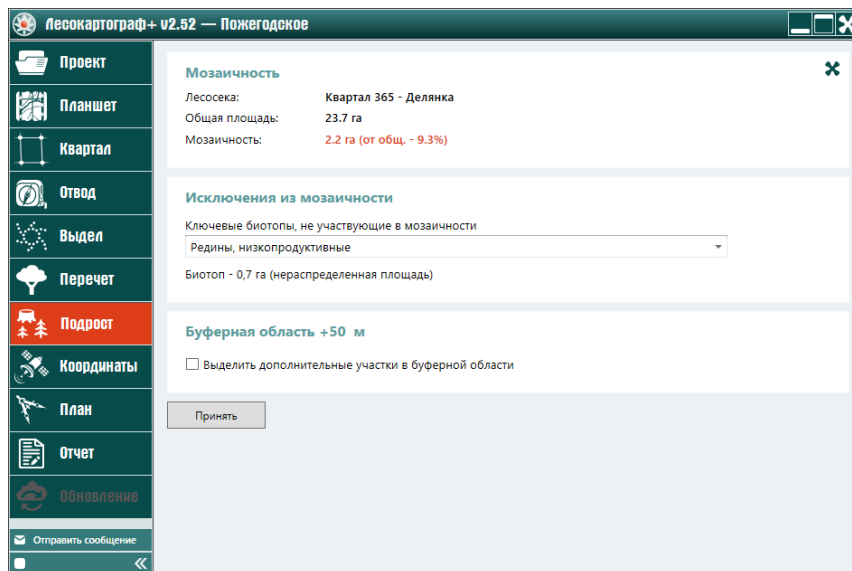 Лесокартограф+ v2.52 — Пожегодское
Проект
Планшет
Квартал
Отвод
Выдел
Перечет
Подрост
Координаты
План
Отчет
Обновление
Отправить сообщение
Мозаичность
Лесосека: Квартал 365 - Делянка
Общая площадь: 23.7 га
Мозаичность: 2.2 га (от общ. - 9.3%)
Исключения из мозаичности
Ключевые биотопы, не участвующие в мозаичности
Редины, низкопродуктивные
Биотоп - 0,7 га (нераспределенная площадь)
Буферная область +50 м
Выделить дополнительные участки в буферной области
Принять